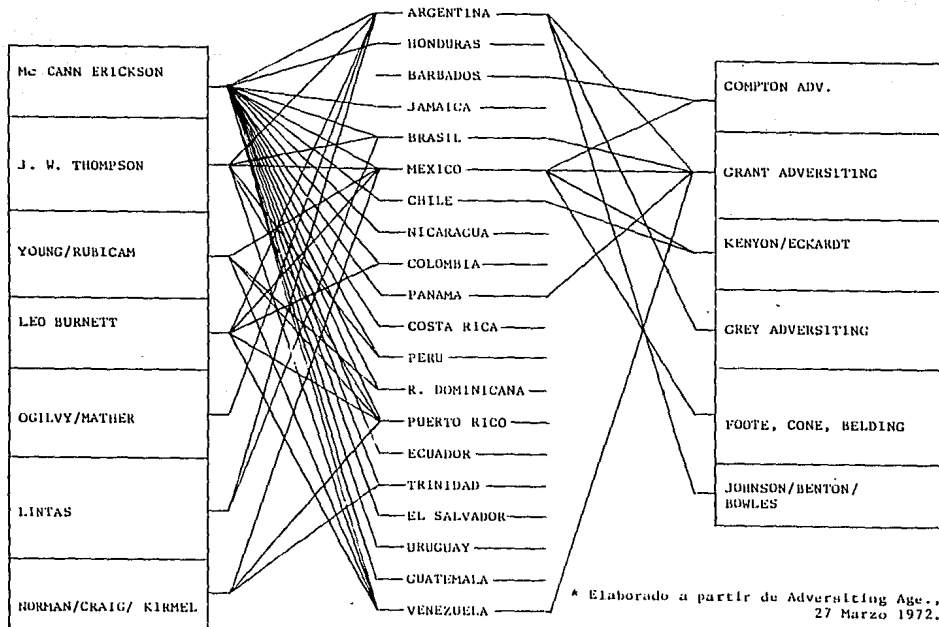 Mc CANN ERICKSON
J. W. THOMPSON
YOUNG/RUBICAM
LEO BURNETT
OGILVY/MATHER
LINTAS
NORMAN/CRAIG/ KIRMEL
ARGENTINA
HONDURAS
BARBADOS
JAMAICA
BRASIL
MEXICO
CHILE
NICARAGUA
COLOMBIA
PANAMA
COSTA RICA
PERU
R. DOMINICANA
PUERTO RICO
ECUADOR
TRINIDAD
EL SALVADOR
URUGUAY
GUATEMALA
VENEZUELA
COMPTON ADV.
GRANT ADVERSITING
KENYON/ECKARDT
GREY ADVERSITING
FOOTE, CONE, BELDING
JOHNSON/BENTON/
BOWLES
* Elaborado a partir de Adversiting Age.,
27 Marzo 1972.